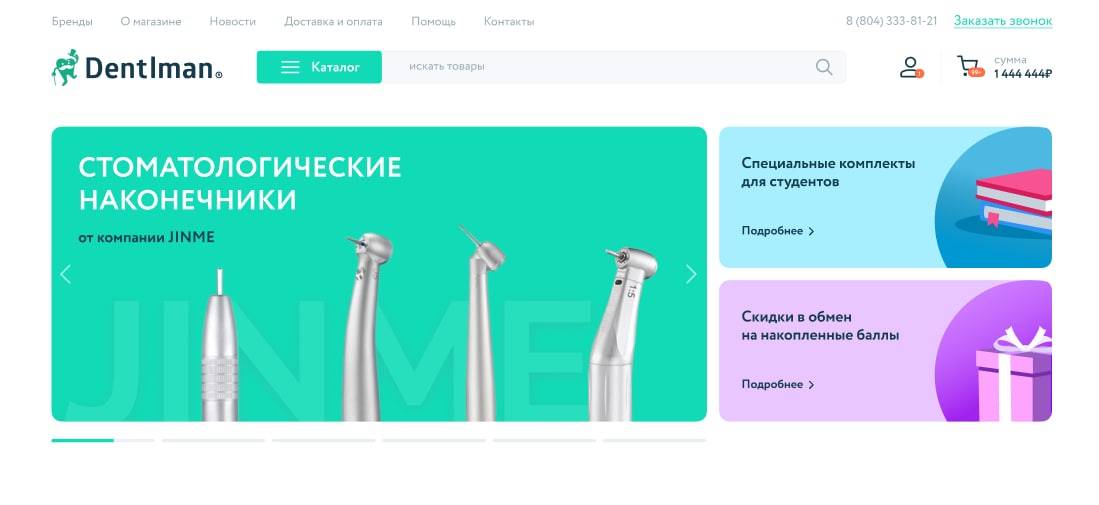 Бренды О магазине Новости Доставка и оплата Помощь Контакты 8 (804) 333-81-21 Заказать звонок
Dentlman®
Каталог
искать товары
!
99+
сумма
1 444 444₽
СТОМАТОЛОГИЧЕСКИЕ
НАКОНЕЧНИКИ
от компании JINME
JINME
1:5
Специальные комплекты
для студентов
Подробнее
Скидки в обмен
на накопленные баллы
Подробнее